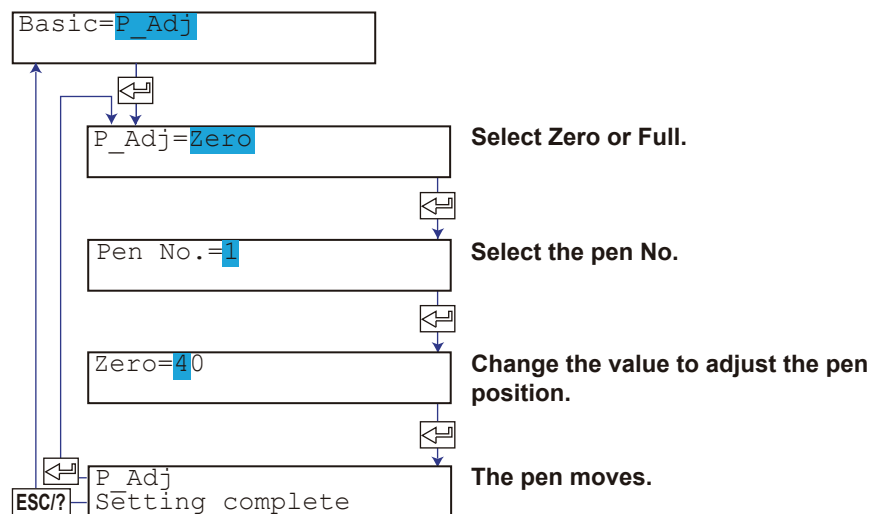 Basic=P_Adj
P_Adj=Zero
Select Zero or Full.
Pen No.=1
Select the pen No.
Zero=40
Change the value to adjust the pen
position.
P_Adj
The pen moves.
ESC/?
Setting complete